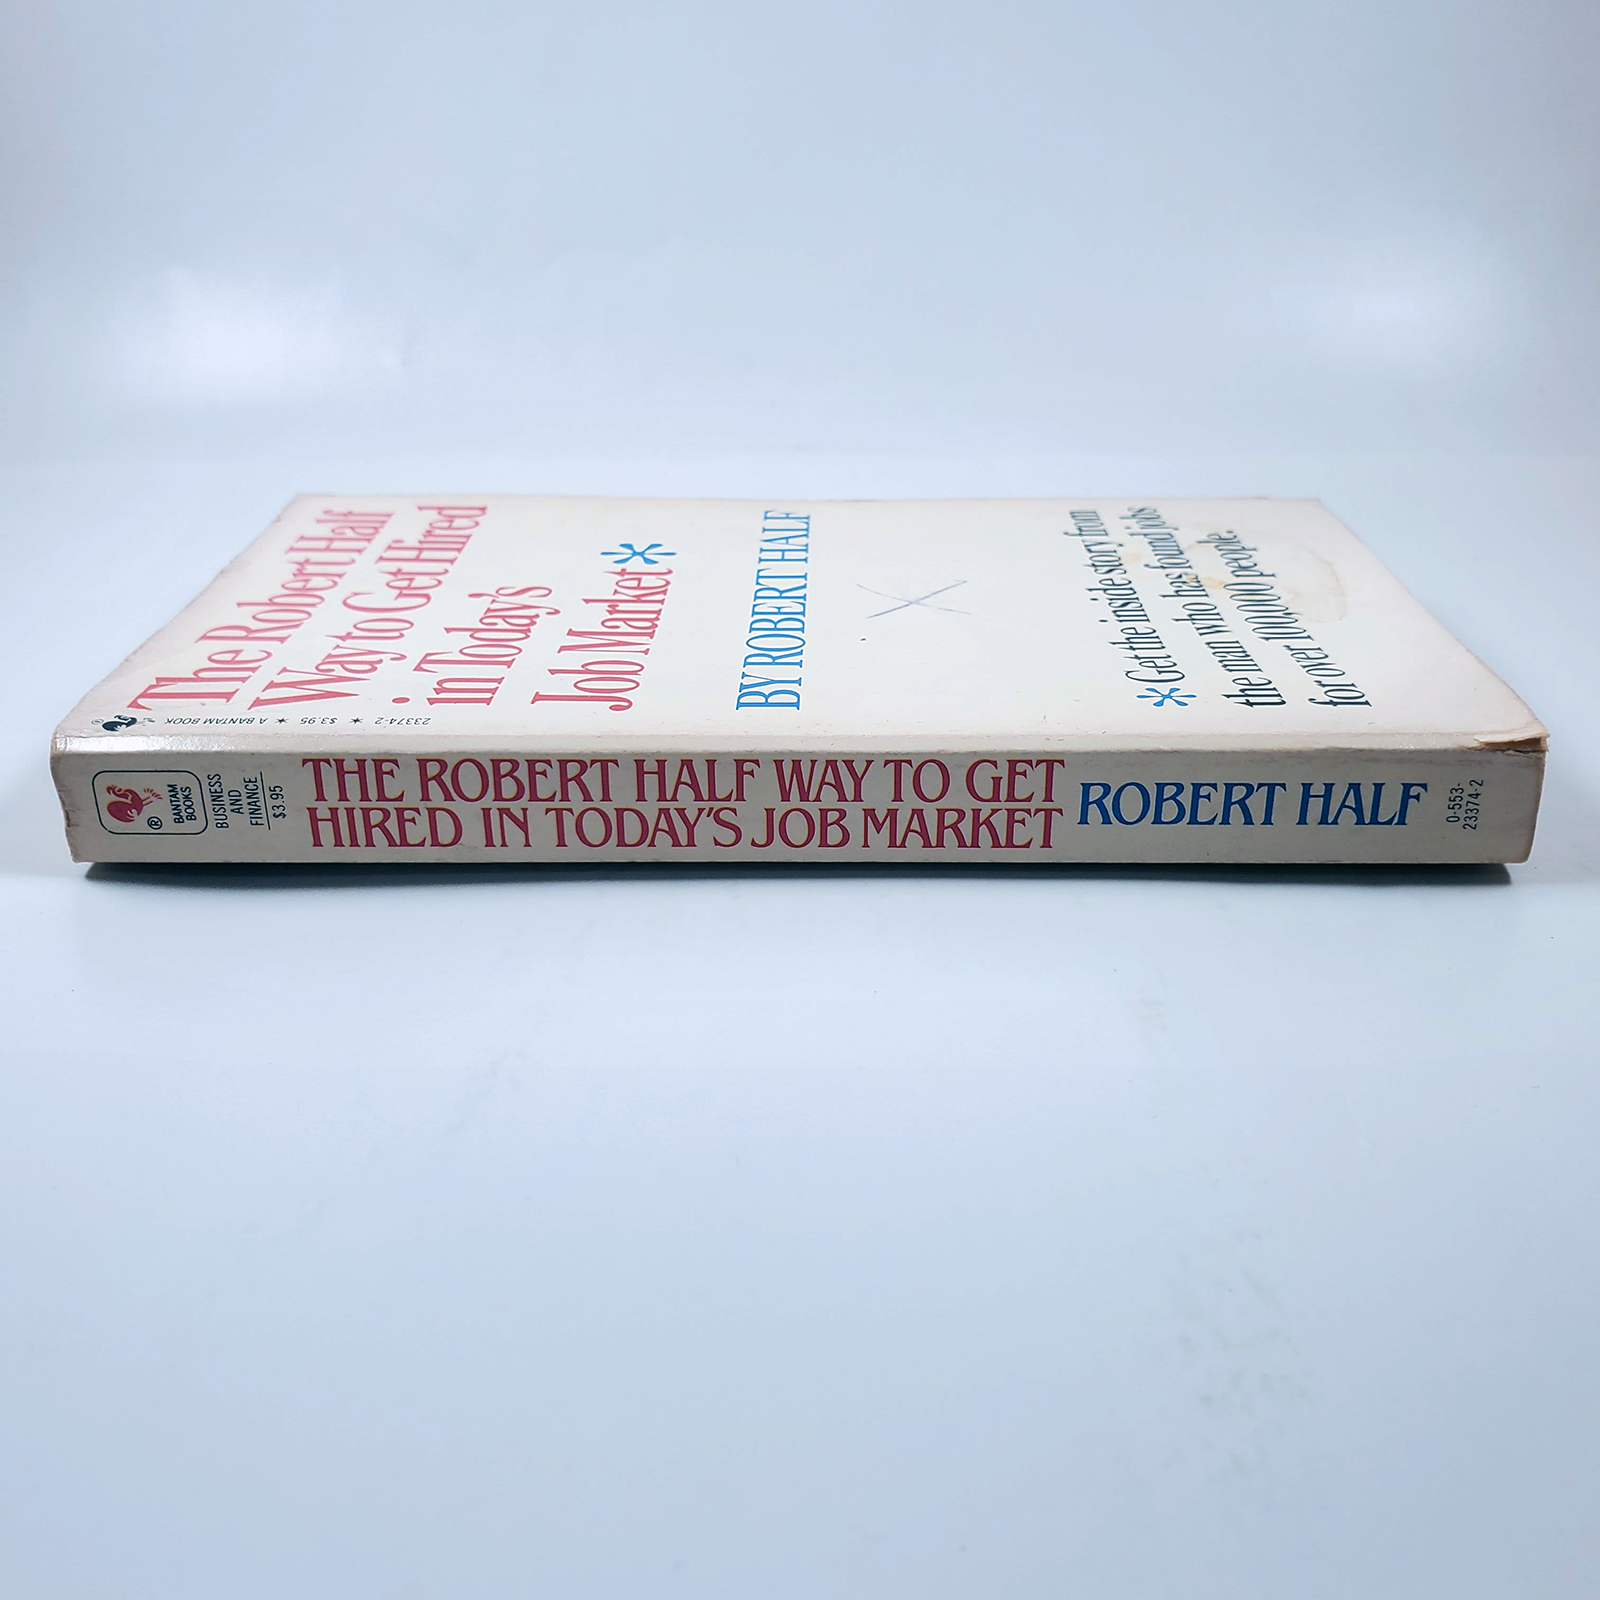 The Robert Half
Way to Get Hired
in Today's
Job Market*
BY ROBERT HALF
* Get the inside story from
the man who has found jobs
for over 100,000 people.
® A BANTAM BOOK * $3.95 * 23374-2
®
BANTAM
BOOKS
BUSINESS
AND
FINANCE
$3.95
THE ROBERT HALF WAY TO GET
HIRED IN TODAY'S JOB MARKET
ROBERT HALF
0-553-
23374-2